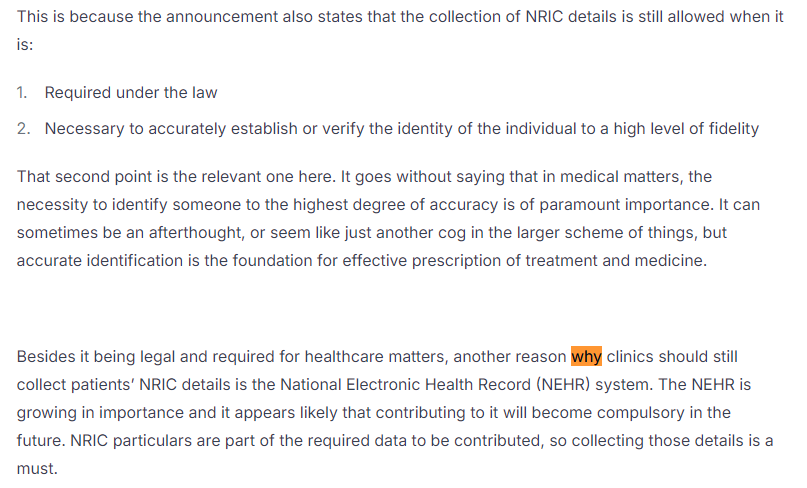 This is because the announcement also states that the collection of NRIC details is still allowed when it
is:
1. Required under the law
2. Necessary to accurately establish or verify the identity of the individual to a high level of fidelity
That second point is the relevant one here. It goes without saying that in medical matters, the
necessity to identify someone to the highest degree of accuracy is of paramount importance. It can
sometimes be an afterthought, or seem like just another cog in the larger scheme of things, but
accurate identification is the foundation for effective prescription of treatment and medicine.
Besides it being legal and required for healthcare matters, another reason why clinics should still
collect patients’ NRIC details is the National Electronic Health Record (NEHR) system. The NEHR is
growing in importance and it appears likely that contributing to it will become compulsory in the
future. NRIC particulars are part of the required data to be contributed, so collecting those details is a
must.